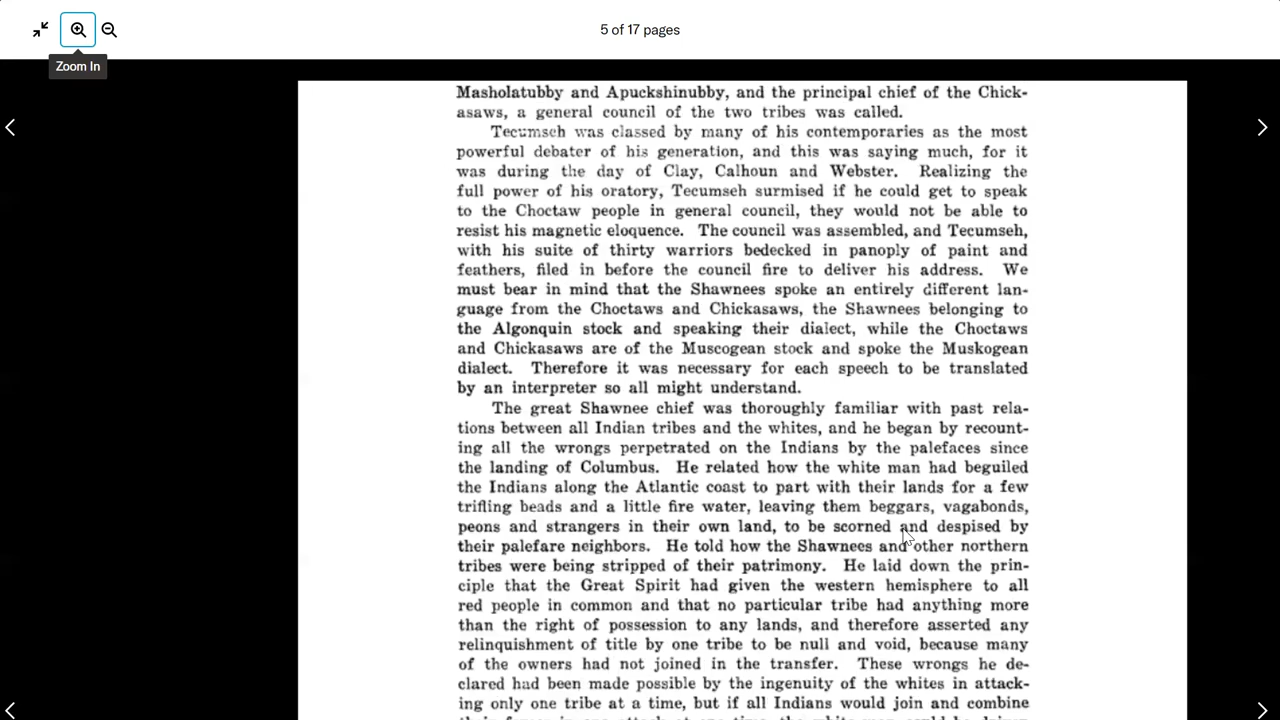 5 of 17 pages
Zoom In
Masholatubby and Apuckshinubby, and the principal chief of the Chick-
asaws, a general council of the two tribes was called.
Tecumseh was classed by many of his contemporaries as the most
powerful debater of his generation, and this was saying much, for it
was during the day of Clay, Calhoun and Webster. Realizing the
full power of his oratory, Tecumseh surmised if he could get to speak
to the Choctaw people in general council, they would not be able to
resist his magnetic eloquence. The council was assembled, and Tecumseh,
with his suite of thirty warriors bedecked in panoply of paint and
feathers, filed in before the council fire to deliver his address. We
must bear in mind that the Shawnees spoke an entirely different lan-
guage from the Choctaws and Chickasaws, the Shawnees belonging to
the Algonquin stock and speaking their dialect, while the Choctaws
and Chickasaws are of the Muscogean stock and spoke the Muskogean
dialect. Therefore it was necessary for each speech to be translated
by an interpreter so all might understand.
The great Shawnee chief was thoroughly familiar with past rela-
tions between all Indian tribes and the whites, and he began by recount-
ing all the wrongs perpetrated on the Indians by the palefaces since
the landing of Columbus. He related how the white man had beguiled
the Indians along the Atlantic coast to part with their lands for a few
trifling beads and a little fire water, leaving them beggars, vagabonds,
peons and strangers in their own land, to be scorned and despised by
their palefare neighbors. He told how the Shawnees and other northern
tribes were being stripped of their patrimony. He laid down the prin-
ciple that the Great Spirit had given the western hemisphere to all
red people in common and that no particular tribe had anything more
than the right of possession to any lands, and therefore asserted any
relinquishment of title by one tribe to be null and void, because many
of the owners had not joined in the transfer. These wrongs he de-
clared had been made possible by the ingenuity of the whites in attack-
ing only one tribe at a time, but if all Indians would join and combine